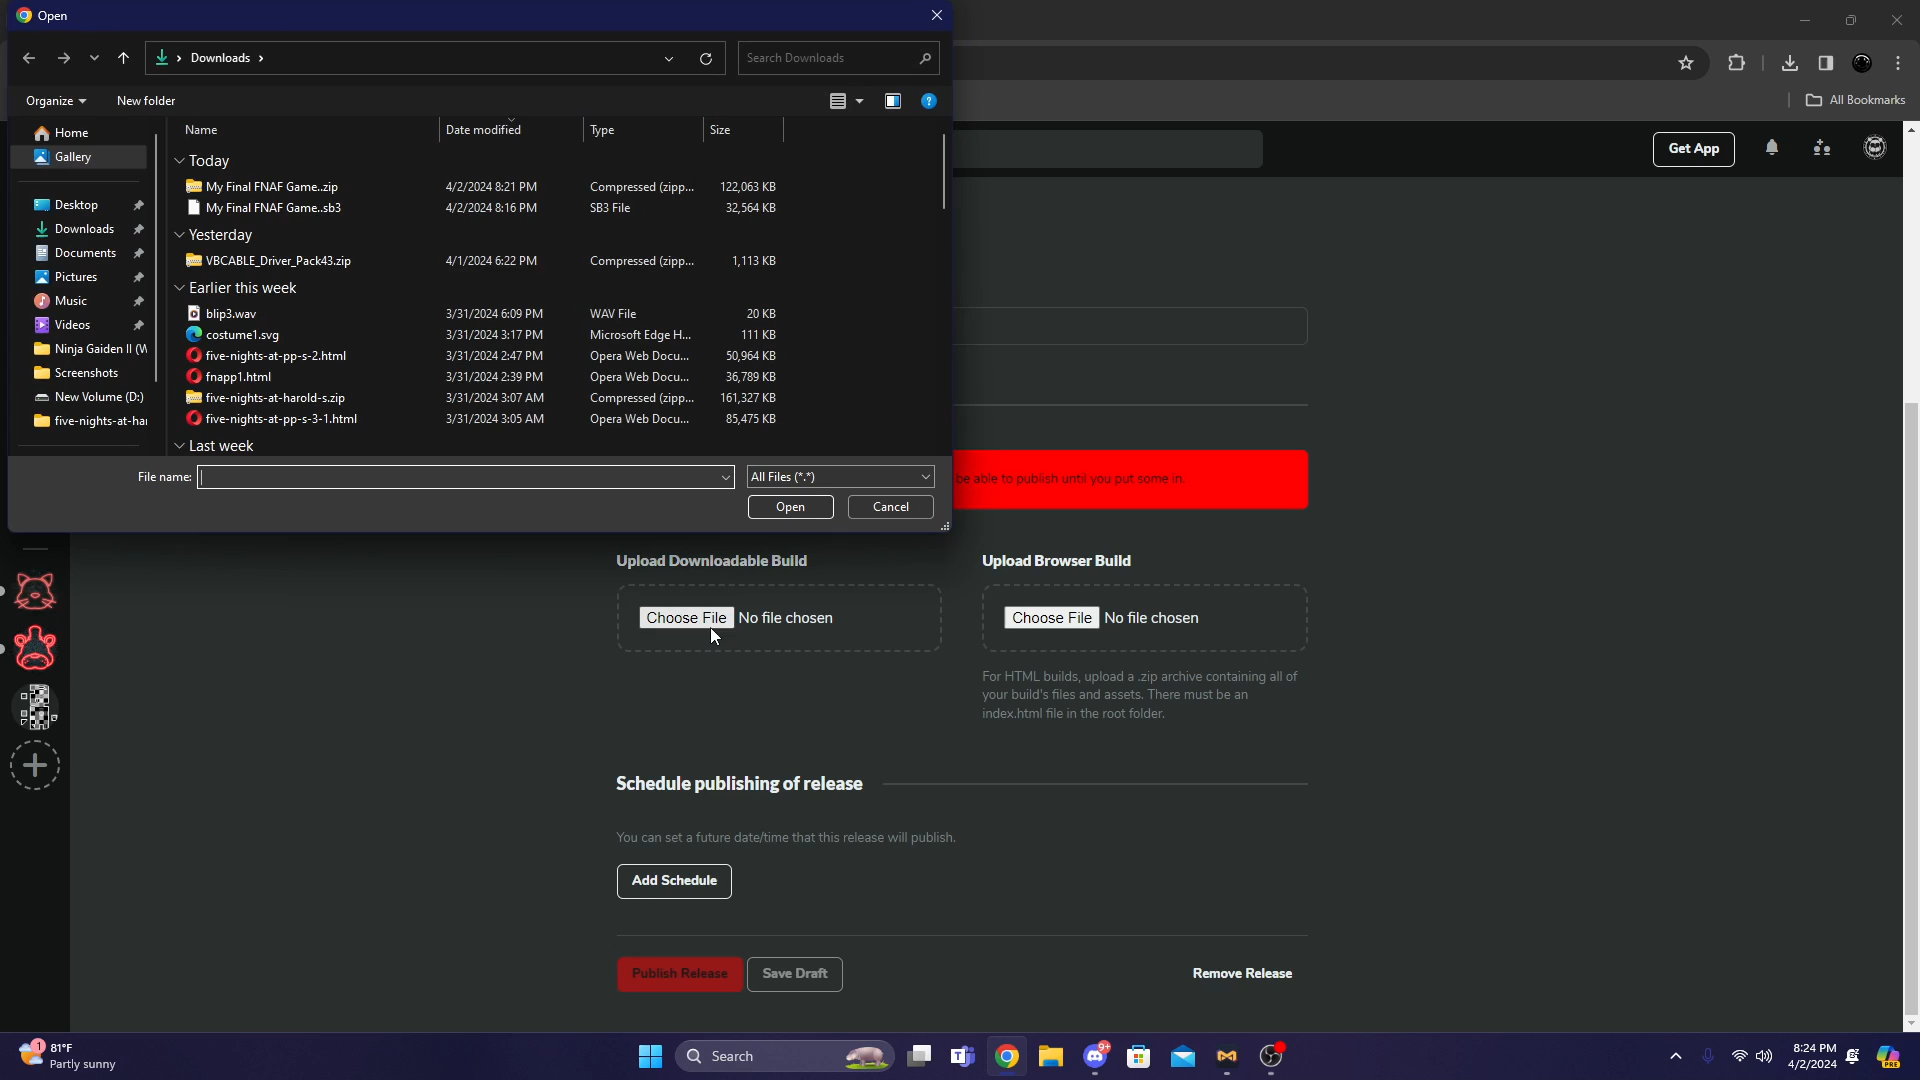 Open
Downloads
Search Downloads
Organize
New folder
All Bookmarks
Home
Gallery
Desktop
Downloads
Documents
Pictures
Music
Videos
Ninja Gaiden II (W
Screenshots
New Volume (D:)
five-nights-at-har
Name Date modified Type Size
Today
My Final FNAF Game..zip 4/2/2024 8:21 PM Compressed (zipp... 122,063 KB
My Final FNAF Game..sb3 4/2/2024 8:16 PM SB3 File 32,564 KB
Yesterday
VBCABLE_Driver_Pack43.zip 4/1/2024 6:22 PM Compressed (zipp... 1,113 KB
Earlier this week
blip3.wav 3/31/2024 6:09 PM WAV File 20 KB
costume1.svg 3/31/2024 3:17 PM Microsoft Edge H... 111 KB
five-nights-at-pp-s-2.html 3/31/2024 2:47 PM Opera Web Docu... 50,964 KB
fnapp1.html 3/31/2024 2:39 PM Opera Web Docu... 36,789 KB
five-nights-at-harold-s.zip 3/31/2024 3:07 AM Compressed (zipp... 161,327 KB
five-nights-at-pp-s-3-1.html 3/31/2024 3:05 AM Opera Web Docu... 85,475 KB
Last week
File name:
All Files (*.*)
Open Cancel
Get App
be able to publish until you put some in.
Upload Downloadable Build
Choose File No file chosen
Upload Browser Build
Choose File No file chosen
For HTML builds, upload a .zip archive containing all of
your build's files and assets. There must be an
index.html file in the root folder.
Schedule publishing of release
You can set a future date/time that this release will publish.
Add Schedule
Publish Release Save Draft Remove Release
1
81°F
Partly sunny
Search
9+
8:24 PM
4/2/2024
PRE